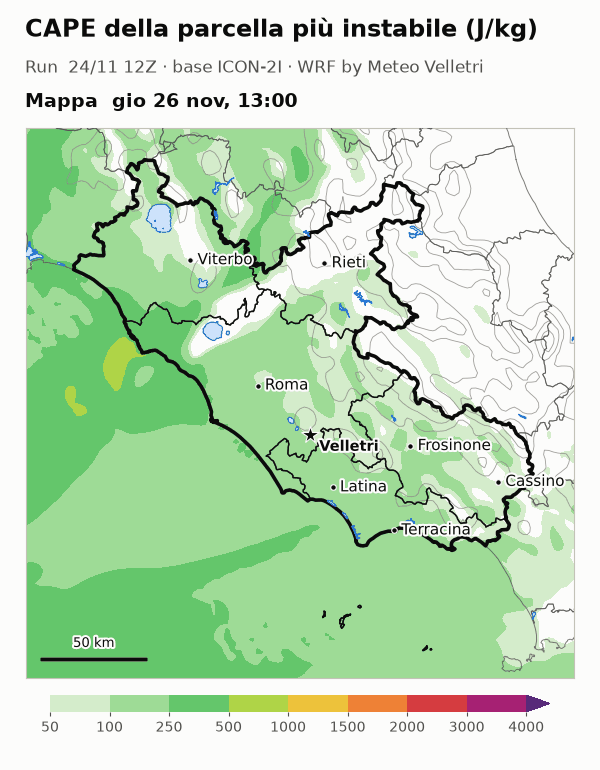 CAPE della parcella più instabile (J/kg)
Run  24/11 12Z · base ICON-2I · WRF by Meteo Velletri
Mappa  gio 26 nov, 13:00
Viterbo
Rieti
Roma
Velletri
Frosinone
Cassino
Latina
Terracina
50 km
50 100 250 500 1000 1500 2000 3000 4000